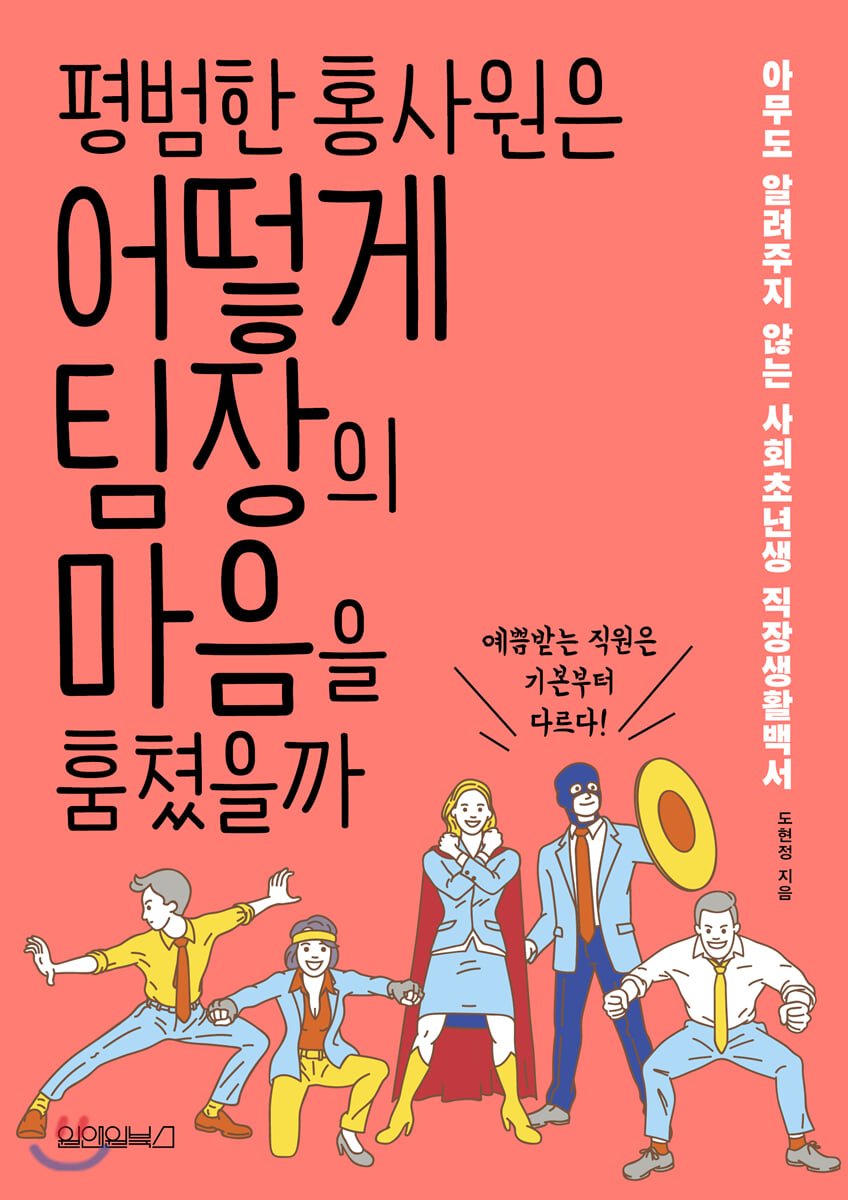 평범한 홍사원은
어떻게
팀장의
마음을
훔쳤을까
아무도 알려주지 않는 사회초년생 직장생활백서
도현정 지음
예쁨받는 직원은
기본부터
다르다!
원앤원북스